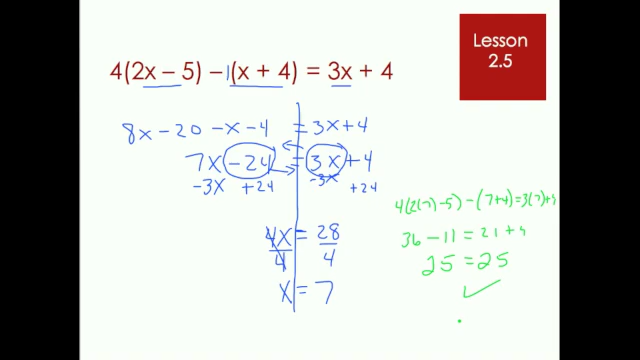 Lesson
2.5
4(2x – 5) – 1(x + 4) = 3x + 4
8x – 20 – x – 4 = 3x + 4
7x – 24 = 3x + 4
–3x +24 –3x +24
4x = 28
4 4
x = 7
4(2(7) – 5) – (7+4) = 3(7)+4
36 – 11 = 21 + 4
25 = 25